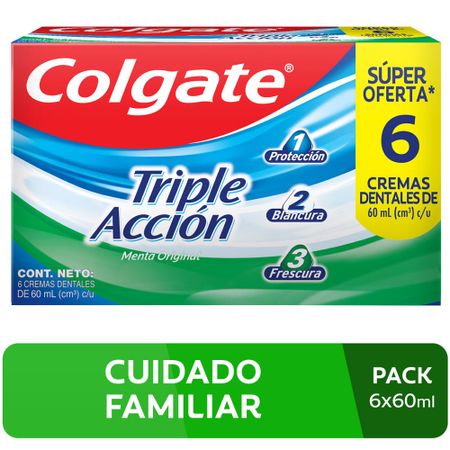 Colgate®
SÚPER
OFERTA*
6
CREMAS
DENTALES DE
60 mL (cm³) c/u
1
Protección
Triple
Acción
2
Blancura
Menta Original
3
Frescura
CONT. NETO:
6 CREMAS DENTALES
DE 60 mL (cm³) c/u
CUIDADO
FAMILIAR
PACK
6x60ml